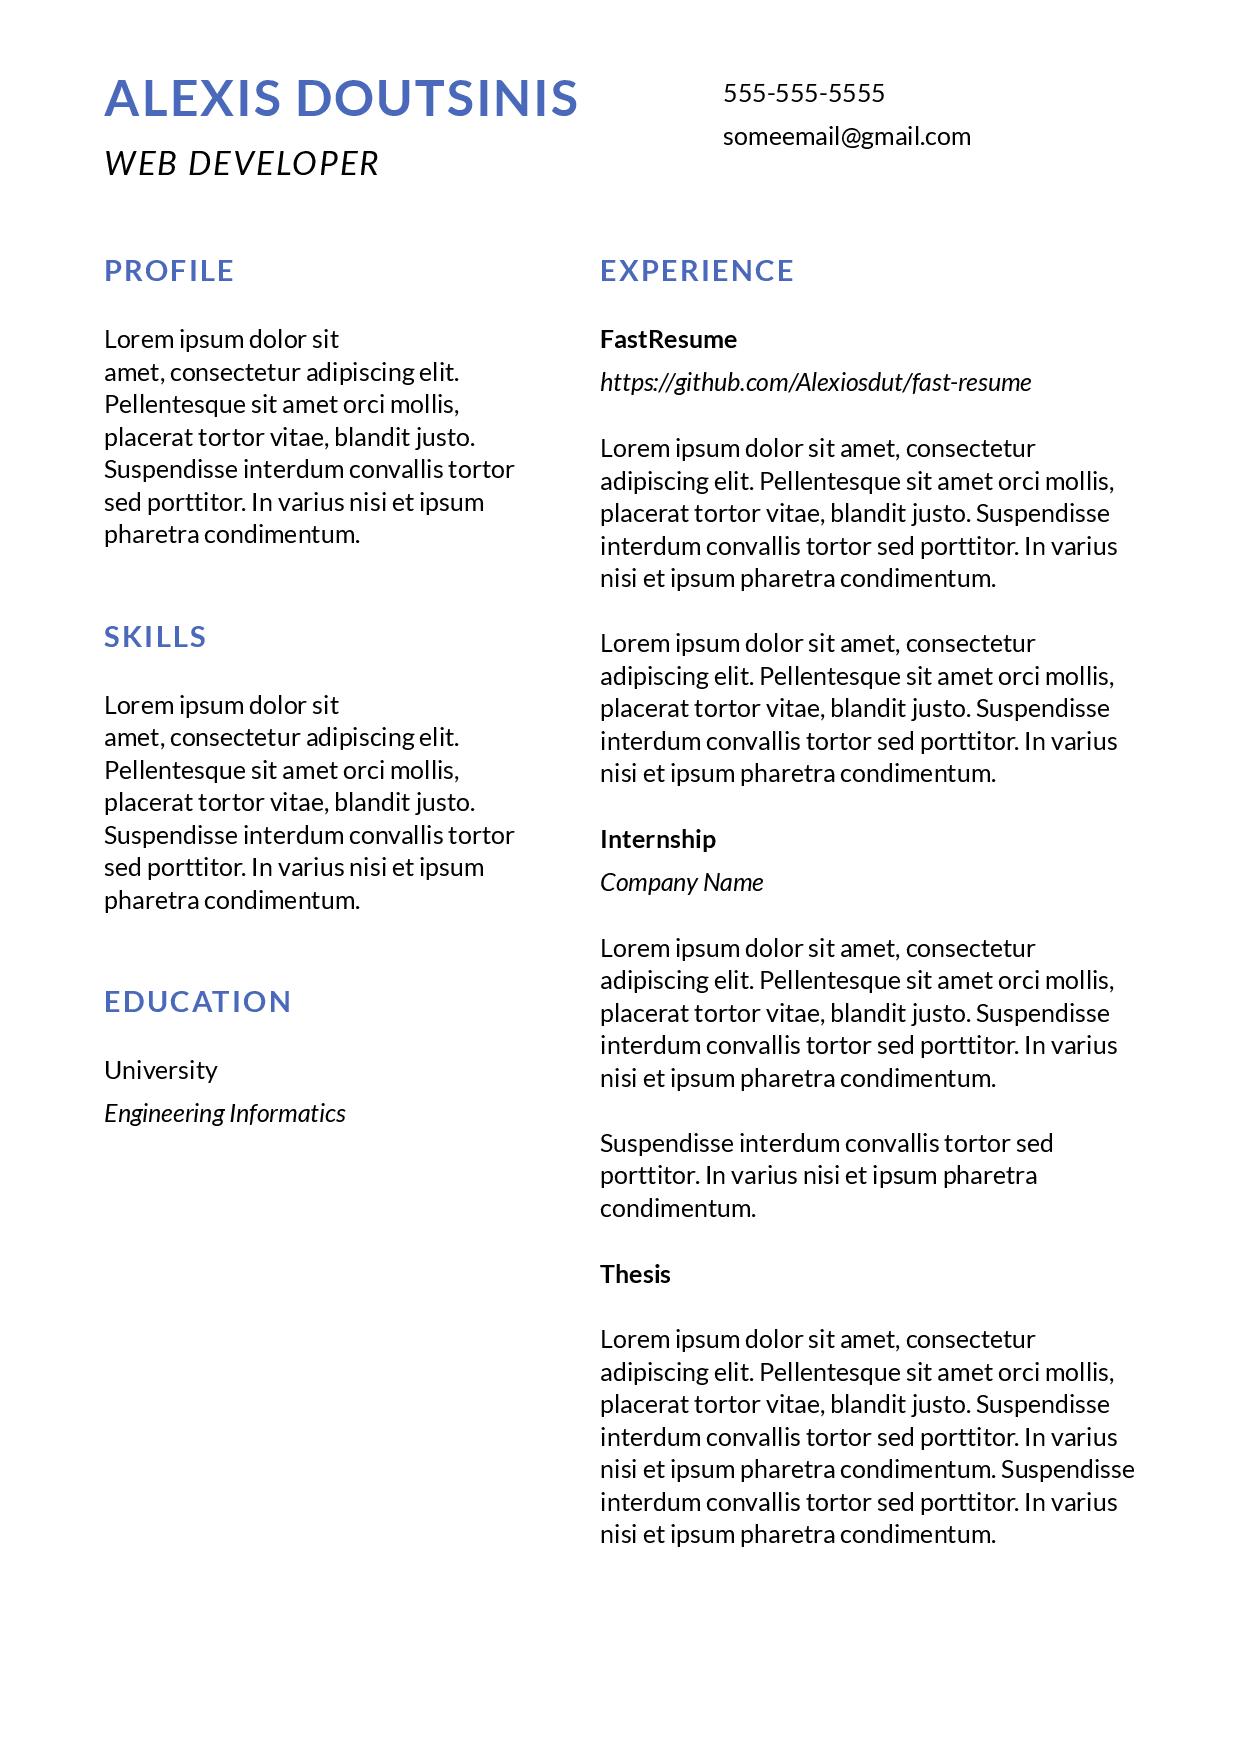 ALEXIS DOUTSINIS
WEB DEVELOPER
555-555-5555
someemail@gmail.com
PROFILE
Lorem ipsum dolor sit
amet, consectetur adipiscing elit.
Pellentesque sit amet orci mollis,
placerat tortor vitae, blandit justo.
Suspendisse interdum convallis tortor
sed porttitor. In varius nisi et ipsum
pharetra condimentum.
SKILLS
Lorem ipsum dolor sit
amet, consectetur adipiscing elit.
Pellentesque sit amet orci mollis,
placerat tortor vitae, blandit justo.
Suspendisse interdum convallis tortor
sed porttitor. In varius nisi et ipsum
pharetra condimentum.
EDUCATION
University
Engineering Informatics
EXPERIENCE
FastResume
https://github.com/Alexiosdut/fast-resume
Lorem ipsum dolor sit amet, consectetur
adipiscing elit. Pellentesque sit amet orci mollis,
placerat tortor vitae, blandit justo. Suspendisse
interdum convallis tortor sed porttitor. In varius
nisi et ipsum pharetra condimentum.
Lorem ipsum dolor sit amet, consectetur
adipiscing elit. Pellentesque sit amet orci mollis,
placerat tortor vitae, blandit justo. Suspendisse
interdum convallis tortor sed porttitor. In varius
nisi et ipsum pharetra condimentum.
Internship
Company Name
Lorem ipsum dolor sit amet, consectetur
adipiscing elit. Pellentesque sit amet orci mollis,
placerat tortor vitae, blandit justo. Suspendisse
interdum convallis tortor sed porttitor. In varius
nisi et ipsum pharetra condimentum.
Suspendisse interdum convallis tortor sed
porttitor. In varius nisi et ipsum pharetra
condimentum.
Thesis
Lorem ipsum dolor sit amet, consectetur
adipiscing elit. Pellentesque sit amet orci mollis,
placerat tortor vitae, blandit justo. Suspendisse
interdum convallis tortor sed porttitor. In varius
nisi et ipsum pharetra condimentum. Suspendisse
interdum convallis tortor sed porttitor. In varius
nisi et ipsum pharetra condimentum.